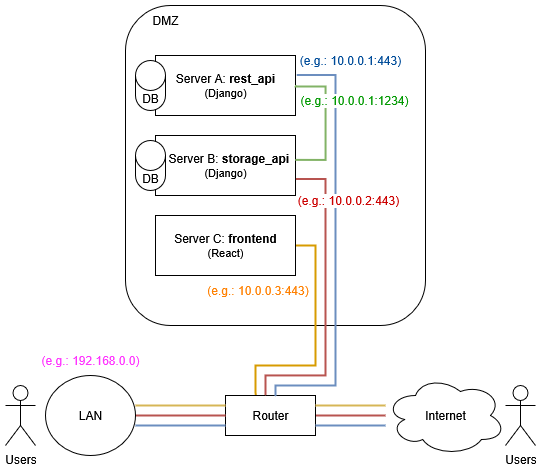 DMZ
Server A: rest_api
(Django)
DB
(e.g.: 10.0.0.1:443)
(e.g.: 10.0.0.1:1234)
Server B: storage_api
(Django)
DB
(e.g.: 10.0.0.2:443)
Server C: frontend
(React)
(e.g.: 10.0.0.3:443)
(e.g.: 192.168.0.0)
LAN
Router
Internet
Users
Users